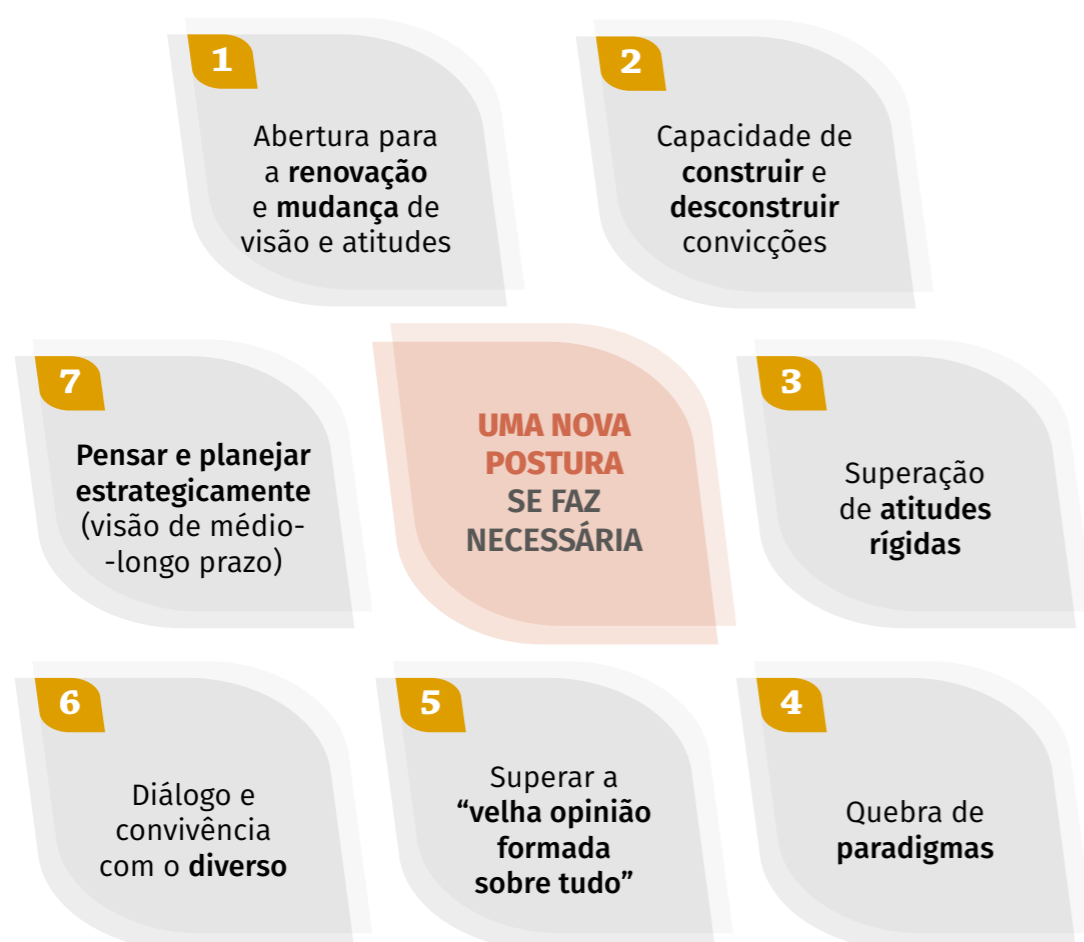 1
Abertura para
a renovação
e mudança de
visão e atitudes
2
Capacidade de
construir e
desconstruir
convicções
UMA NOVA
POSTURA
SE FAZ
NECESSÁRIA
3
Superação
de atitudes
rígidas
4
Quebra de
paradigmas
5
Superar a
“velha opinião
formada
sobre tudo”
6
Diálogo e
convivência
com o diverso
7
Pensar e planejar
estrategicamente
(visão de médio-
-longo prazo)